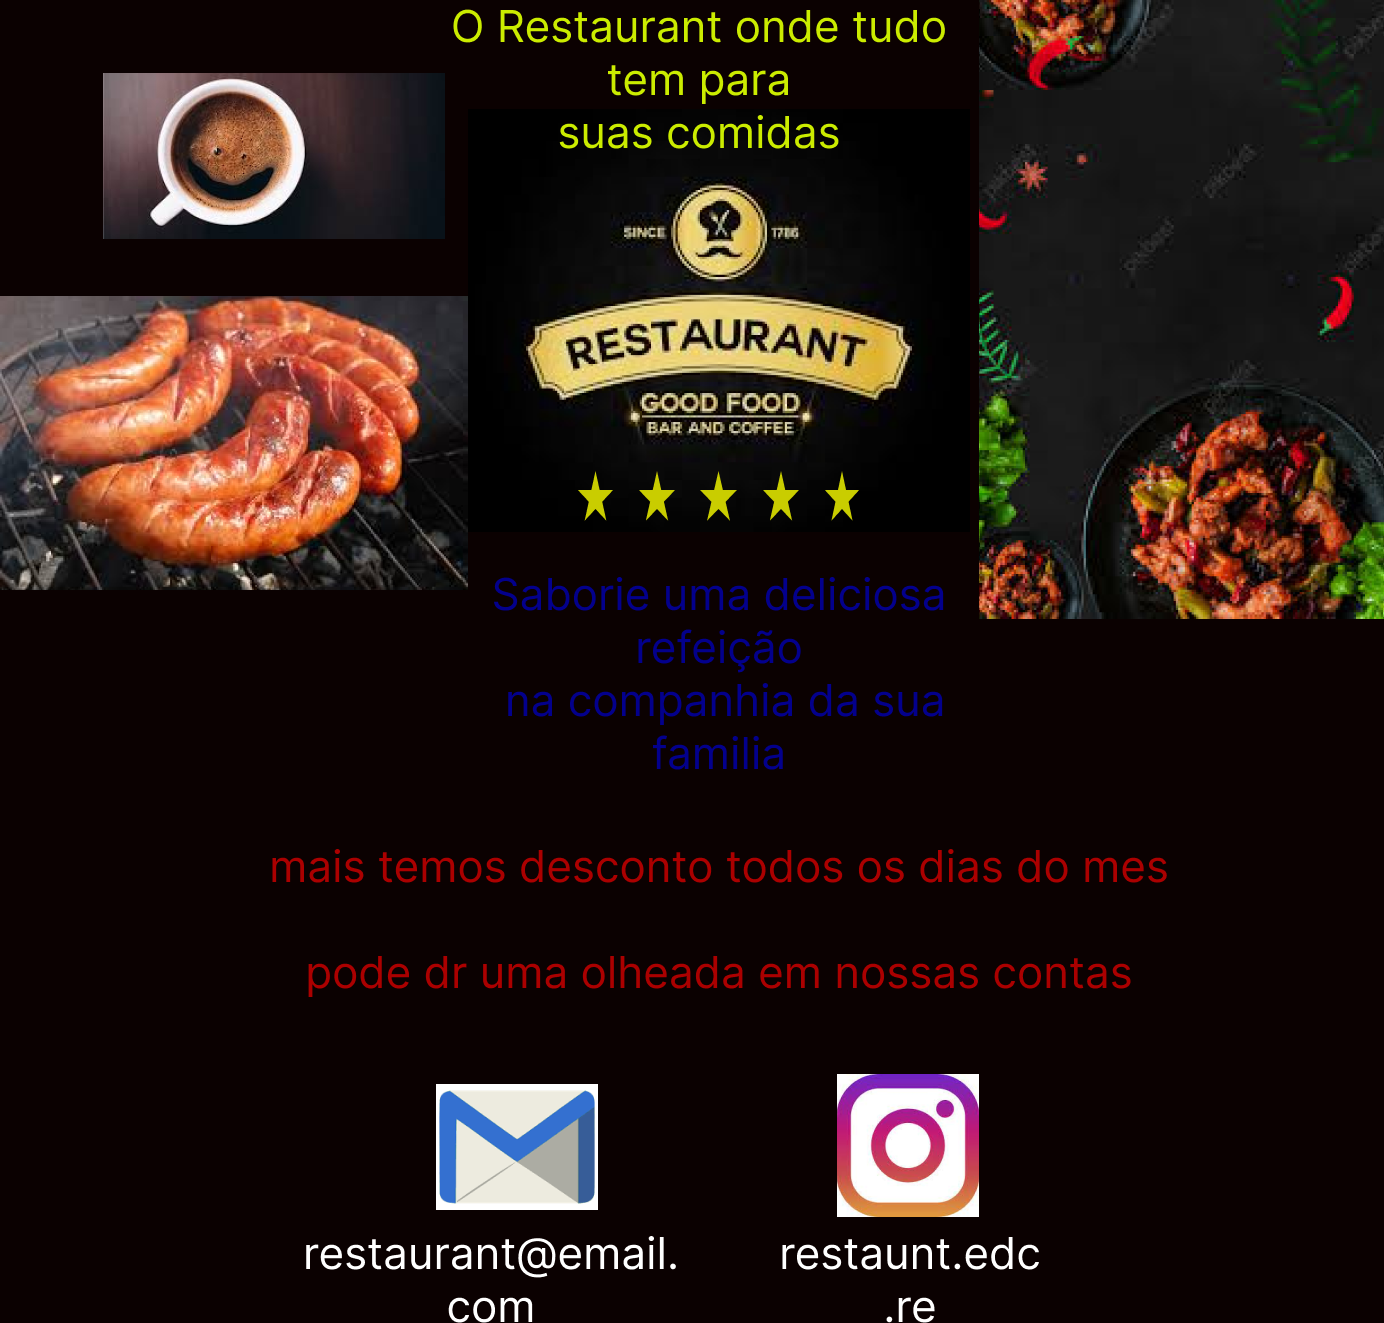 O Restaurant onde tudo
tem para
suas comidas
SINCE 1786
RESTAURANT
GOOD FOOD
BAR AND COFFEE
Saborie uma deliciosa
refeição
na companhia da sua
familia
mais temos desconto todos os dias do mes
pode dr uma olheada em nossas contas
restaurant@email.
com
restaunt.edc
.re